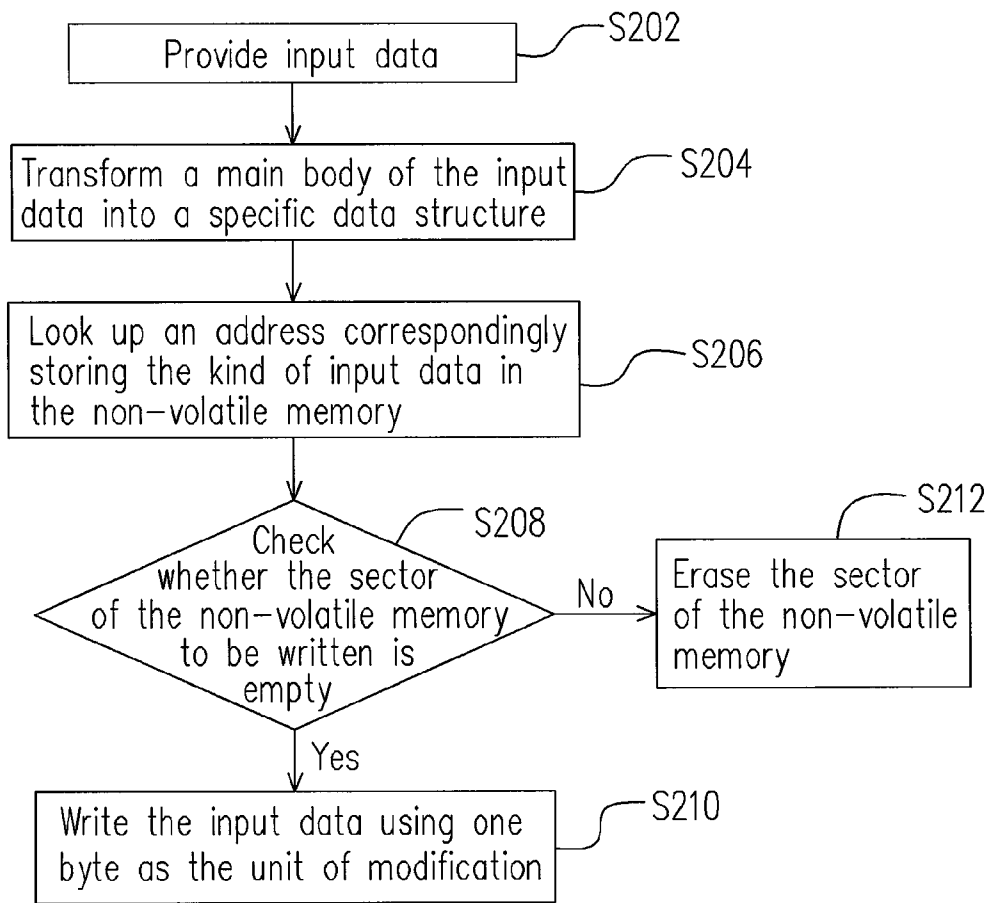 Provide input data
S202
Transform a main body of the input
data into a specific data structure
S204
Look up an address correspondingly
storing the kind of input data in
the non-volatile memory
S206
Check
whether the sector
of the non-volatile memory
to be written is
empty
S208
No
Erase the sector
of the non-volatile
memory
S212
Yes
Write the input data using one
byte as the unit of modification
S210